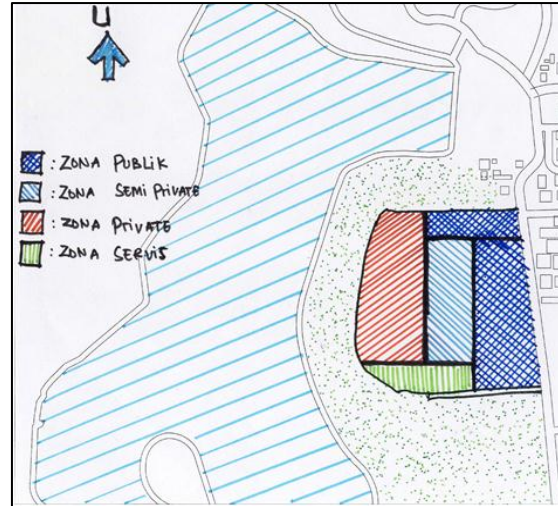 U
: ZONA PUBLIK
: ZONA SEMI PRIVATE
: ZONA PRIVATE
: ZONA SERVIS